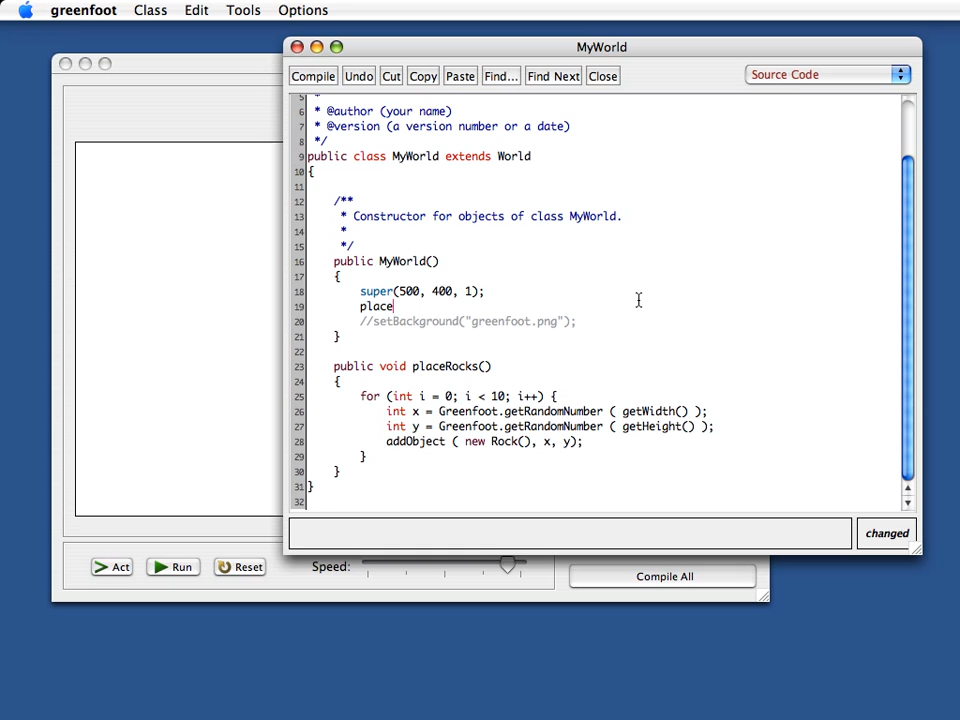 greenfoot Class Edit Tools Options
MyWorld
Compile Undo Cut Copy Paste Find... Find Next Close Source Code
5 *
6 * @author (your name)
7 * @version (a version number or a date)
8 */
9 public class MyWorld extends World
10 {
11
12 /**
13 * Constructor for objects of class MyWorld.
14 *
15 */
16 public MyWorld()
17 {
18 super(500, 400, 1);
19 place
20 //setBackground("greenfoot.png");
21 }
22
23 public void placeRocks()
24 {
25 for (int i = 0; i < 10; i++) {
26 int x = Greenfoot.getRandomNumber ( getWidth() );
27 int y = Greenfoot.getRandomNumber ( getHeight() );
28 addObject ( new Rock(), x, y);
29 }
30 }
31 }
32
changed
Act Run Reset Speed: Compile All